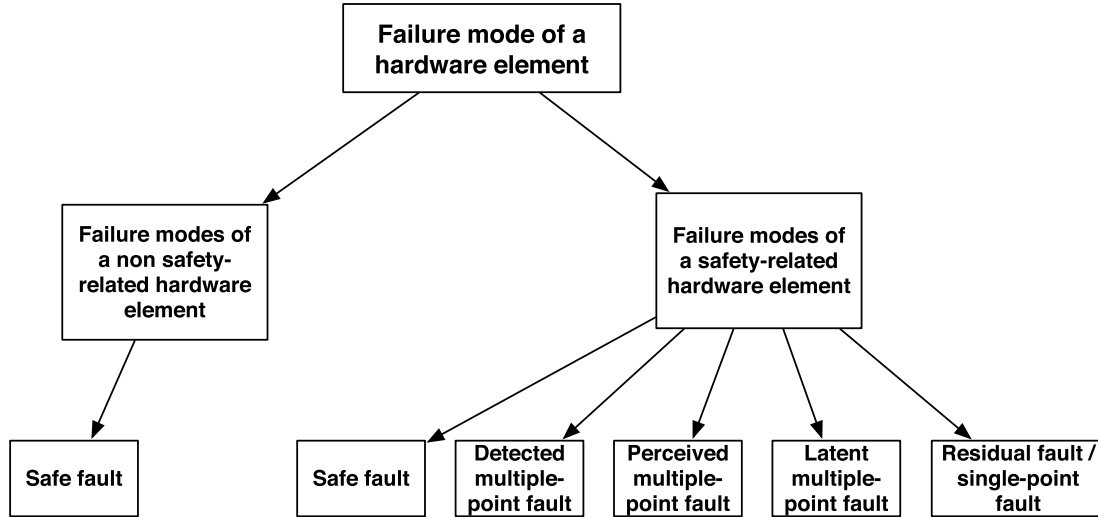 Failure mode of a
hardware element
Failure modes of
a non safety-
related hardware
element
Failure modes of
a safety-related
hardware element
Safe fault
Safe fault
Detected
multiple-
point fault
Perceived
multiple-
point fault
Latent
multiple-
point fault
Residual fault /
single-point
fault